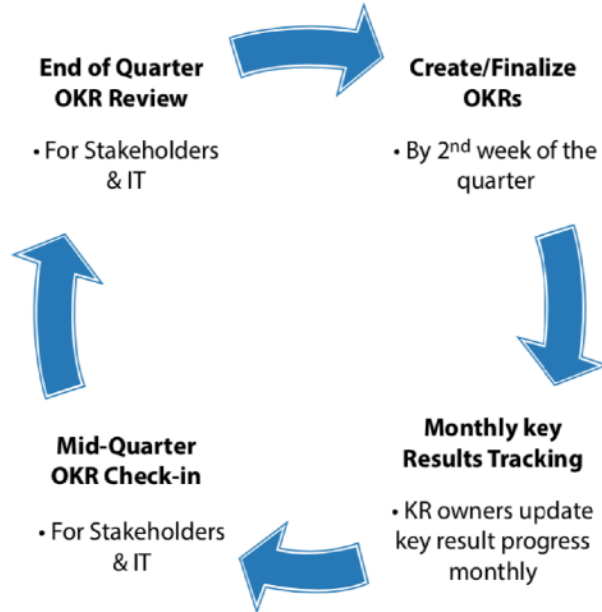 End of Quarter
OKR Review
• For Stakeholders
& IT
Create/Finalize
OKRs
• By 2nd week of the
quarter
Monthly key
Results Tracking
• KR owners update
key result progress
monthly
Mid-Quarter
OKR Check-in
• For Stakeholders
& IT